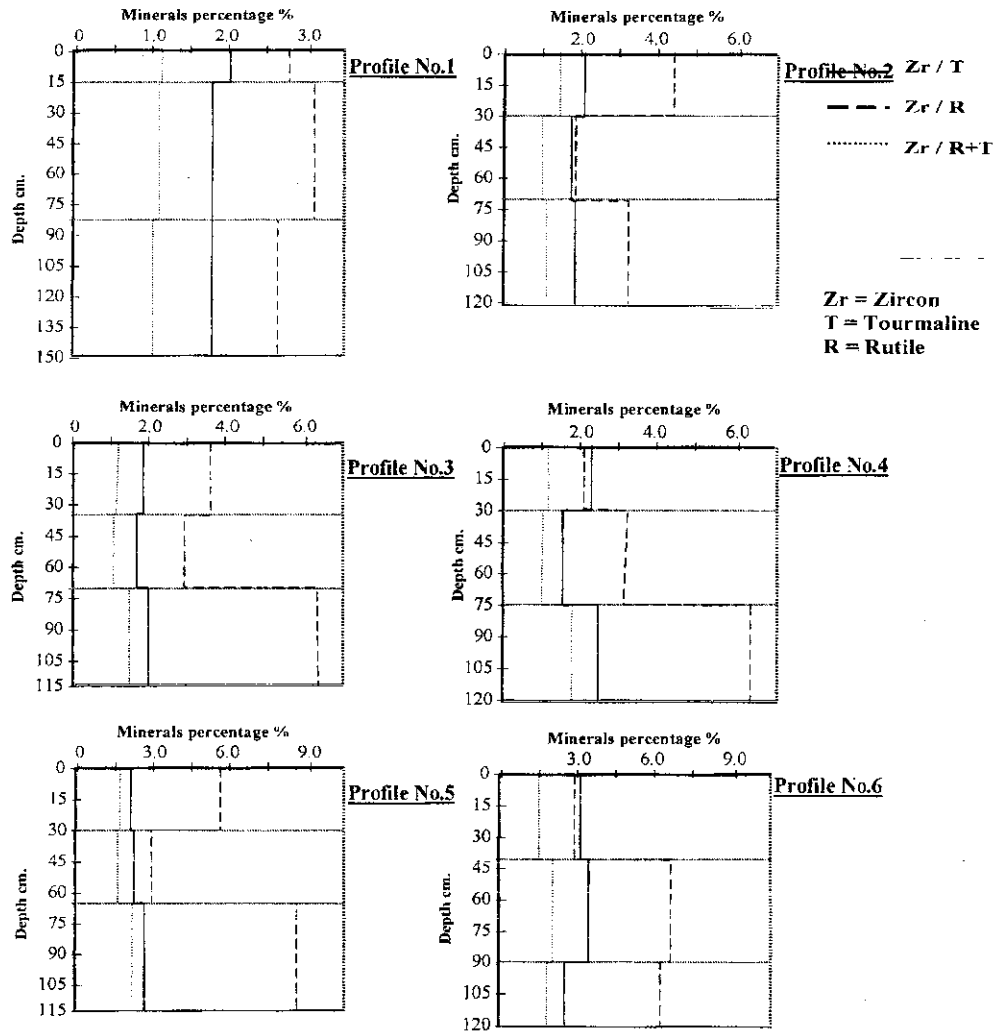 Minerals percentage %
0 1.0 2.0 3.0
0
15
30
45
60
75
90
105
120
135
150
Depth cm.
Profile No.1
Minerals percentage %
0 2.0 4.0 6.0
0
15
30
45
60
75
90
105
120
Depth cm.
Profile No.2
Zr / T
Zr / R
Zr / R+T
Zr = Zircon
T = Tourmaline
R = Rutile
Minerals percentage %
0 2.0 4.0 6.0
0
15
30
45
60
75
90
105
115
Depth cm.
Profile No.3
Minerals percentage %
0 2.0 4.0 6.0
0
15
30
45
60
75
90
105
120
Depth cm.
Profile No.4
Minerals percentage %
0 3.0 6.0 9.0
0
15
30
45
60
75
90
105
115
Depth cm.
Profile No.5
Minerals percentage %
0 3.0 6.0 9.0
0
15
30
45
60
75
90
105
120
Depth cm.
Profile No.6